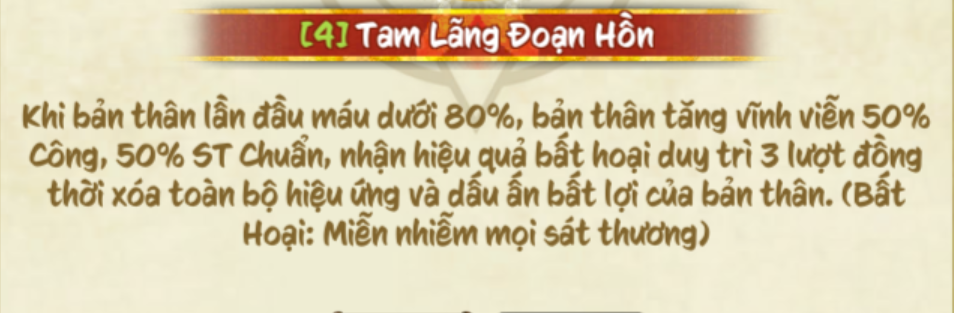 [4] Tam Lãng Đoạn Hồn
Khi bản thân lần đầu máu dưới 80%, bản thân tăng vĩnh viễn 50%
Công, 50% ST Chuẩn, nhận hiệu quả bất hoại duy trì 3 lượt đồng
thời xóa toàn bộ hiệu ứng và dấu ấn bất lợi của bản thân. (Bất
Hoại: Miễn nhiễm mọi sát thương)